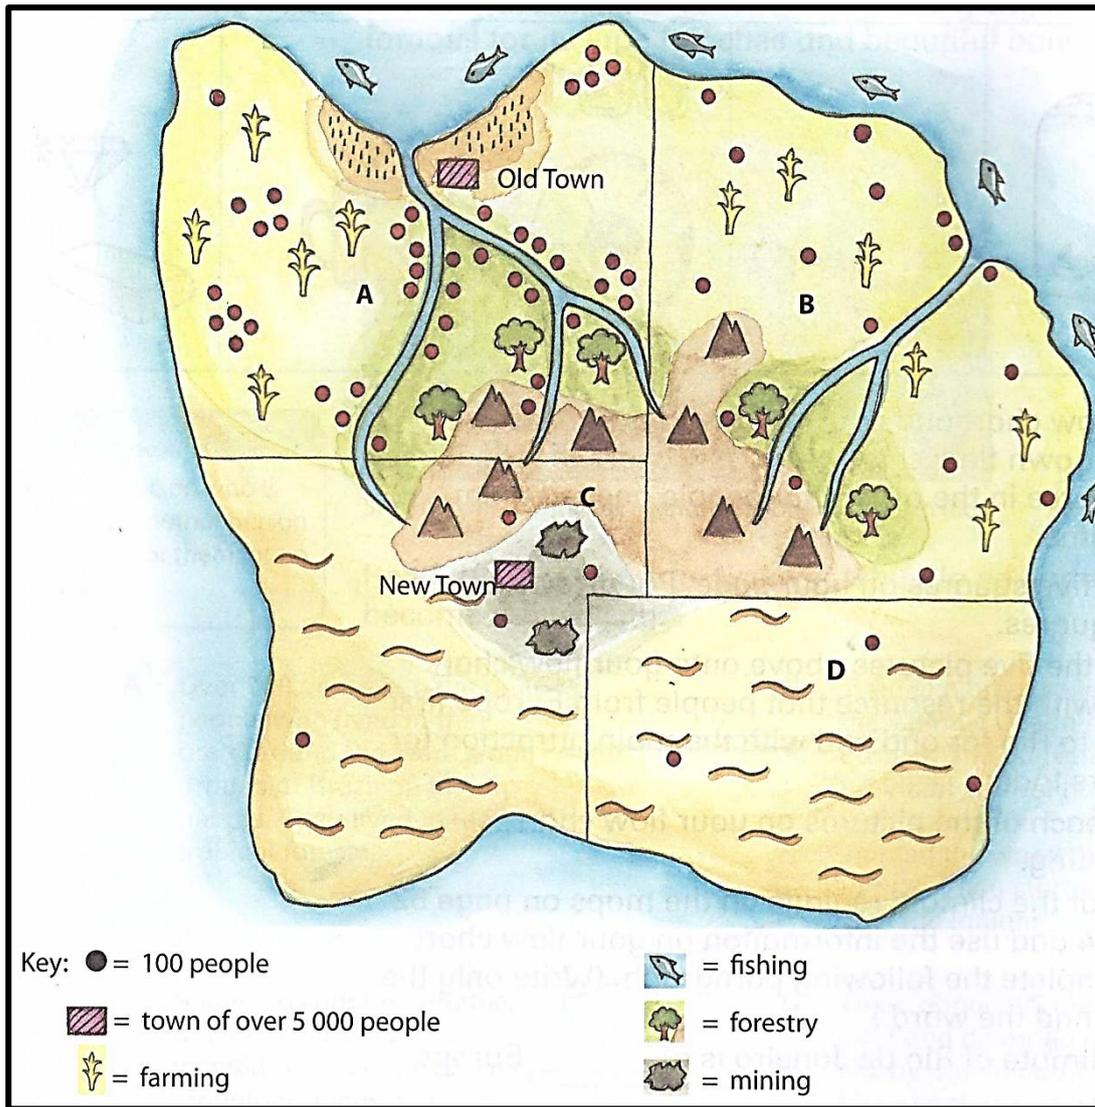 Old Town
A
B
C
New Town
D
Key: = 100 people
= town of over 5 000 people
= farming
= fishing
= forestry
= mining